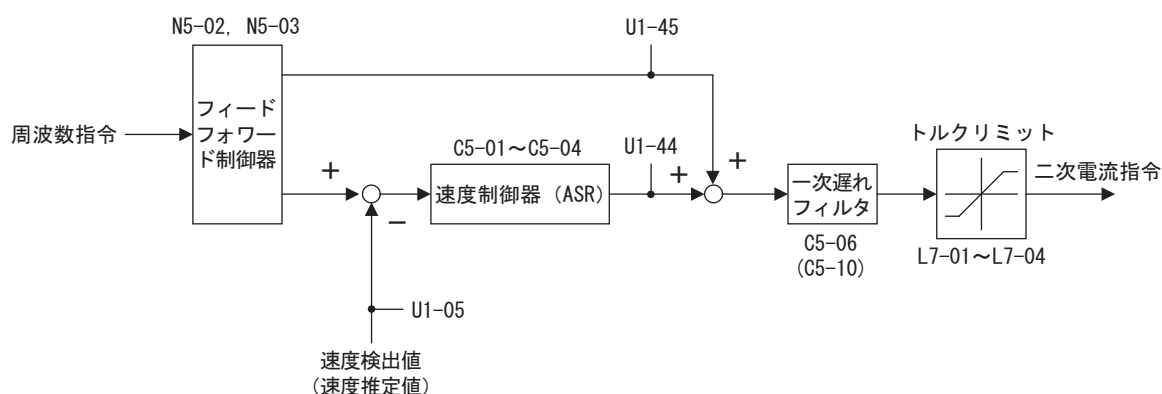 N5-02, N5-03
U1-45
フィード
フォワー
ド制御器
周波数指令
C5-01～C5-04
U1-44
トルクリミット
+
+
+
速度制御器 (ASR)
一次遅れ
フィルタ
二次電流指令
−
C5-06
(C5-10)
L7-01～L7-04
U1-05
速度検出値
(速度推定値)